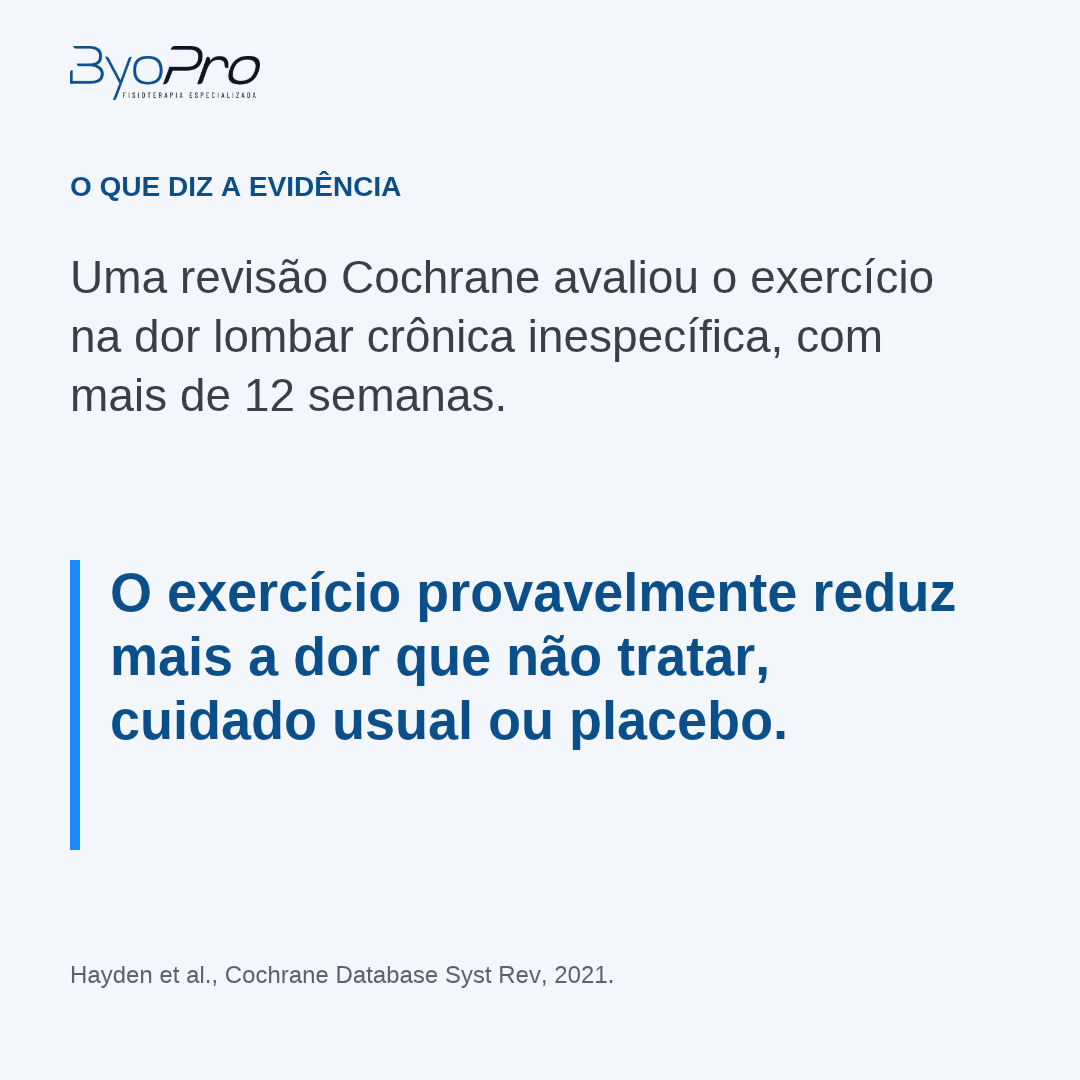 ByoPro
FISIOTERAPIA ESPECIALIZADA
O QUE DIZ A EVIDÊNCIA
Uma revisão Cochrane avaliou o exercício
na dor lombar crônica inespecífica, com
mais de 12 semanas.
O exercício provavelmente reduz
mais a dor que não tratar,
cuidado usual ou placebo.
Hayden et al., Cochrane Database Syst Rev, 2021.